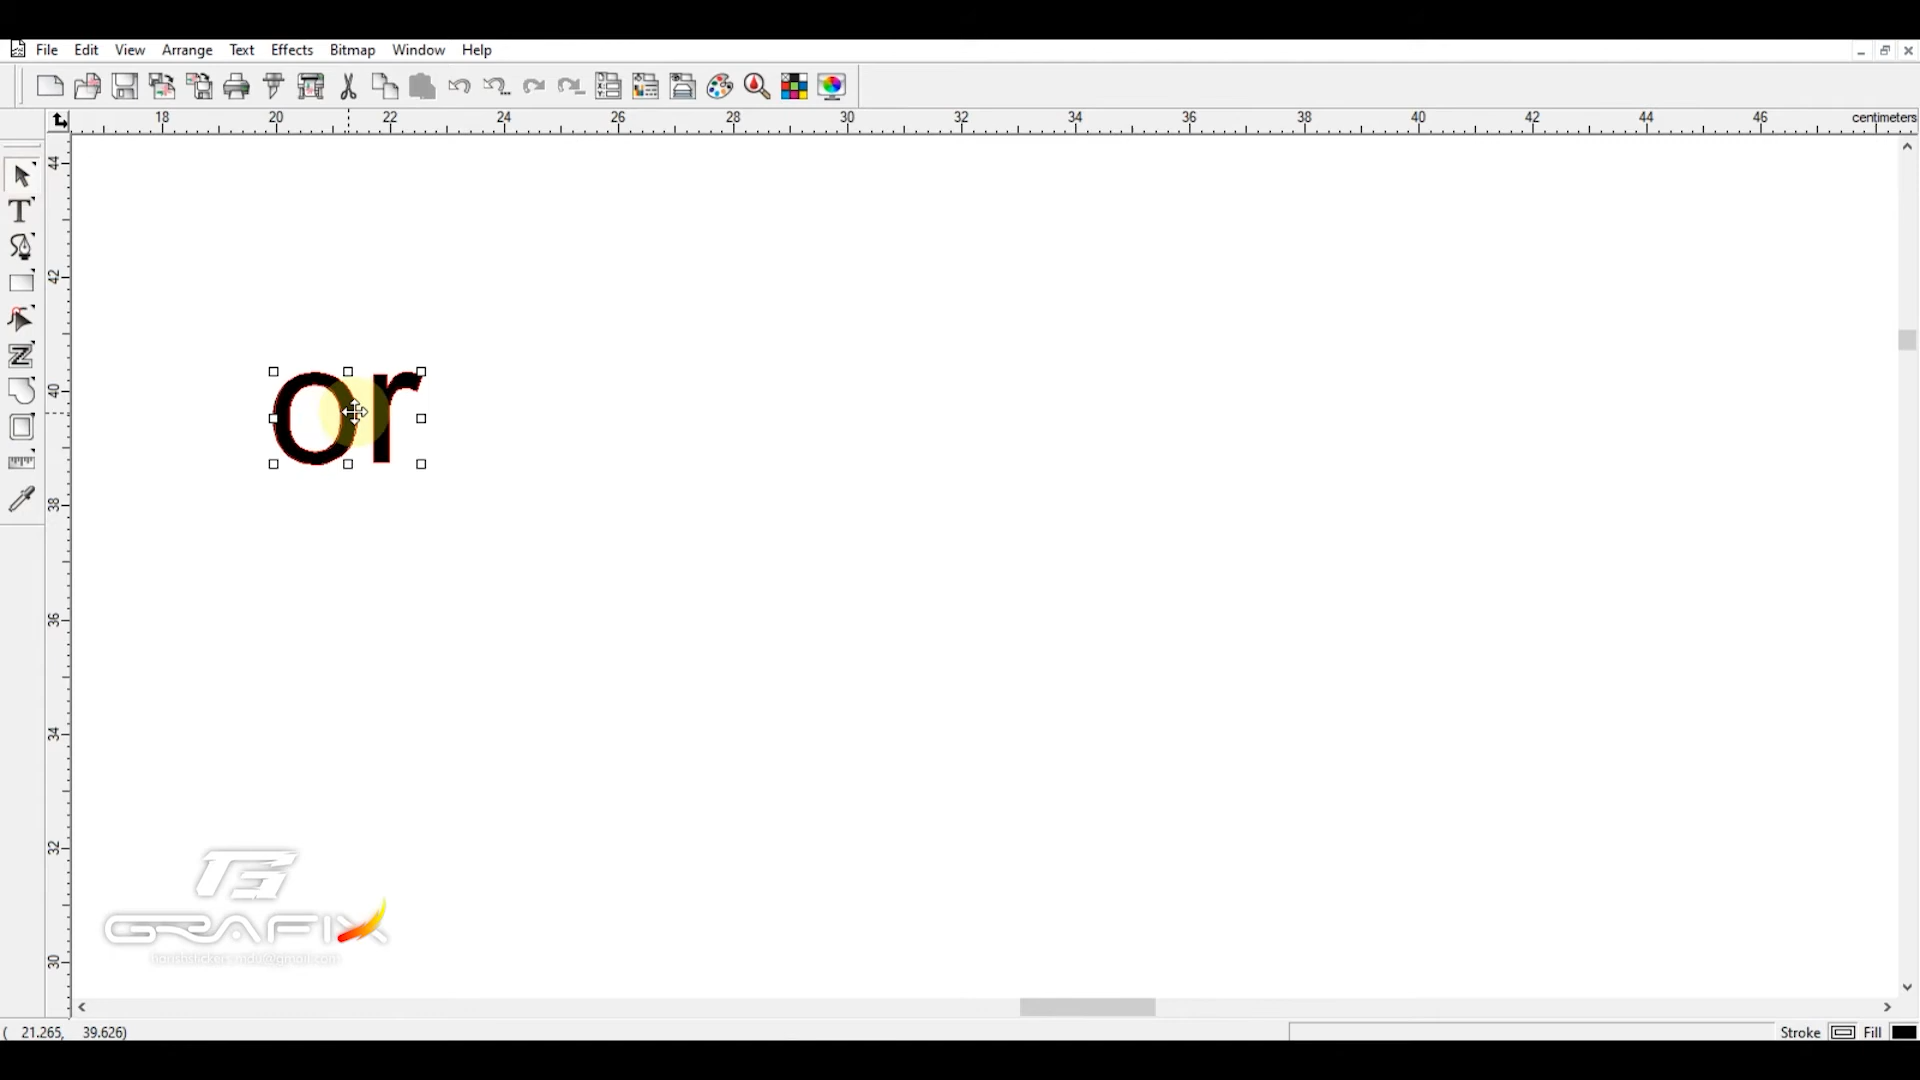 File Edit View Arrange Text Effects Bitmap Window Help
18 20 22 24 26 28 30 32 34 36 38 40 42 44 46 centimeters
44
42
40
38
36
34
32
30
or
GRAFIX
( 21.265, 39.626)
Stroke Fill